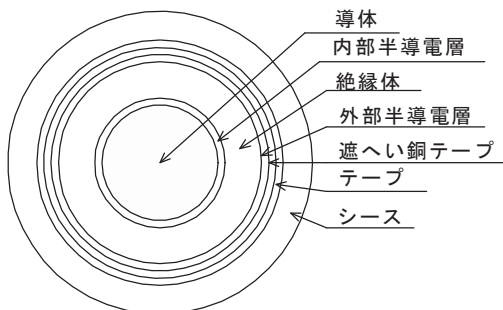 導体
内部半導電層
絶縁体
外部半導電層
遮へい銅テープ
テープ
シース